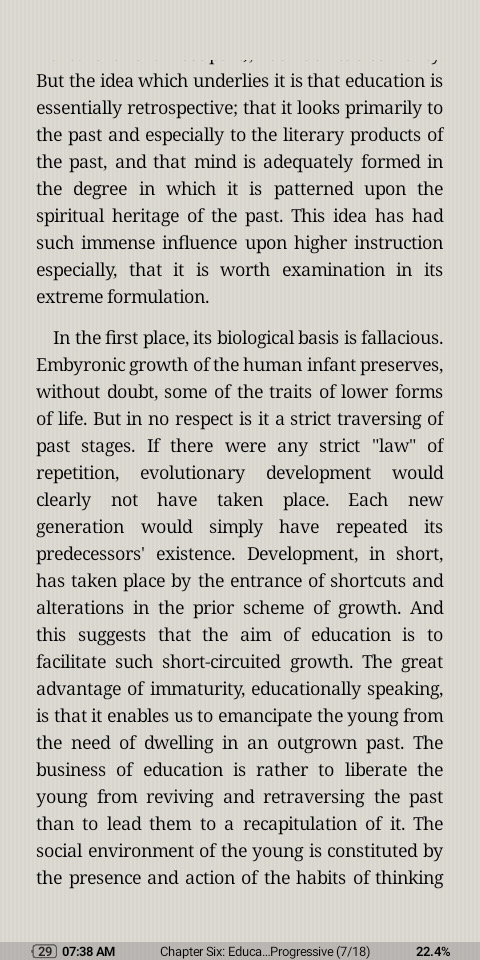 But the idea which underlies it is that education is
essentially retrospective; that it looks primarily to
the past and especially to the literary products of
the past, and that mind is adequately formed in
the degree in which it is patterned upon the
spiritual heritage of the past. This idea has had
such immense influence upon higher instruction
especially, that it is worth examination in its
extreme formulation.
In the first place, its biological basis is fallacious.
Embyronic growth of the human infant preserves,
without doubt, some of the traits of lower forms
of life. But in no respect is it a strict traversing of
past stages. If there were any strict "law" of
repetition, evolutionary development would
clearly not have taken place. Each new
generation would simply have repeated its
predecessors' existence. Development, in short,
has taken place by the entrance of shortcuts and
alterations in the prior scheme of growth. And
this suggests that the aim of education is to
facilitate such short-circuited growth. The great
advantage of immaturity, educationally speaking,
is that it enables us to emancipate the young from
the need of dwelling in an outgrown past. The
business of education is rather to liberate the
young from reviving and retraversing the past
than to lead them to a recapitulation of it. The
social environment of the young is constituted by
the presence and action of the habits of thinking
29 07:38 AM Chapter Six: Educa...Progressive (7/18) 22.4%